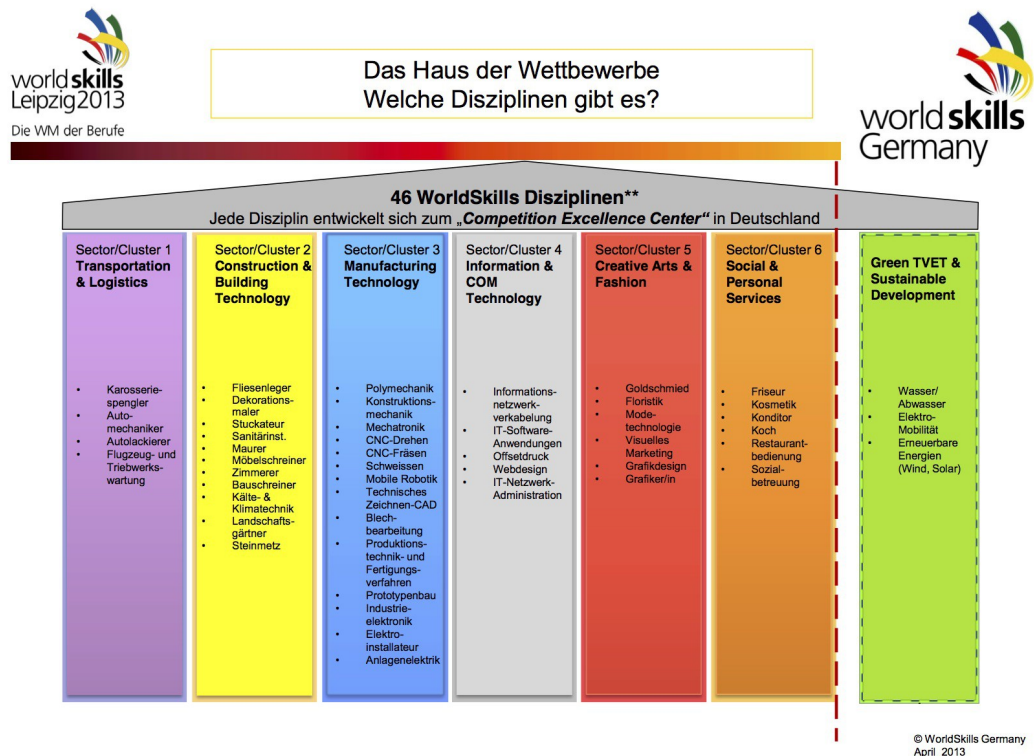 world skills
Leipzig2013
Die WM der Berufe
Das Haus der Wettbewerbe
Welche Disziplinen gibt es?
world skills
Germany
46 WorldSkills Disziplinen**
Jede Disziplin entwickelt sich zum „Competition Excellence Center“ in Deutschland
Sector/Cluster 1
Transportation
& Logistics
• Karosserie-
spengler
• Auto-
mechaniker
• Autolackierer
• Flugzeug- und
Triebwerks-
wartung
Sector/Cluster 2
Construction &
Building
Technology
• Fliesenleger
• Dekorations-
maler
• Stuckateur
• Sanitärinst.
• Maurer
• Möbelschreiner
• Zimmerer
• Bauschreiner
• Kälte- &
Klimatechnik
• Landschafts-
gärtner
• Steinmetz
Sector/Cluster 3
Manufacturing
Technology
• Polymechanik
• Konstruktions-
mechanik
• Mechatronik
• CNC-Drehen
• CNC-Fräsen
• Schweissen
• Mobile Robotik
• Technisches
Zeichnen-CAD
• Blech-
bearbeitung
• Produktions-
technik- und
Fertigungs-
verfahren
• Prototypenbau
• Industrie-
elektronik
• Elektro-
installateur
• Anlagenelektrik
Sector/Cluster 4
Information &
COM
Technology
• Informations-
netzwerk-
verkabelung
• IT-Software-
Anwendungen
• Offsetdruck
• Webdesign
• IT-Netzwerk-
Administration
Sector/Cluster 5
Creative Arts &
Fashion
• Goldschmied
• Floristik
• Mode-
technologie
• Visuelles
Marketing
• Grafikdesign
• Grafiker/in
Sector/Cluster 6
Social &
Personal
Services
• Friseur
• Kosmetik
• Konditor
• Koch
• Restaurant-
bedienung
• Sozial-
betreuung
Green TVET &
Sustainable
Development
• Wasser/
Abwasser
• Elektro-
Mobilität
• Erneuerbare
Energien
(Wind, Solar)
© WorldSkills Germany
April 2013